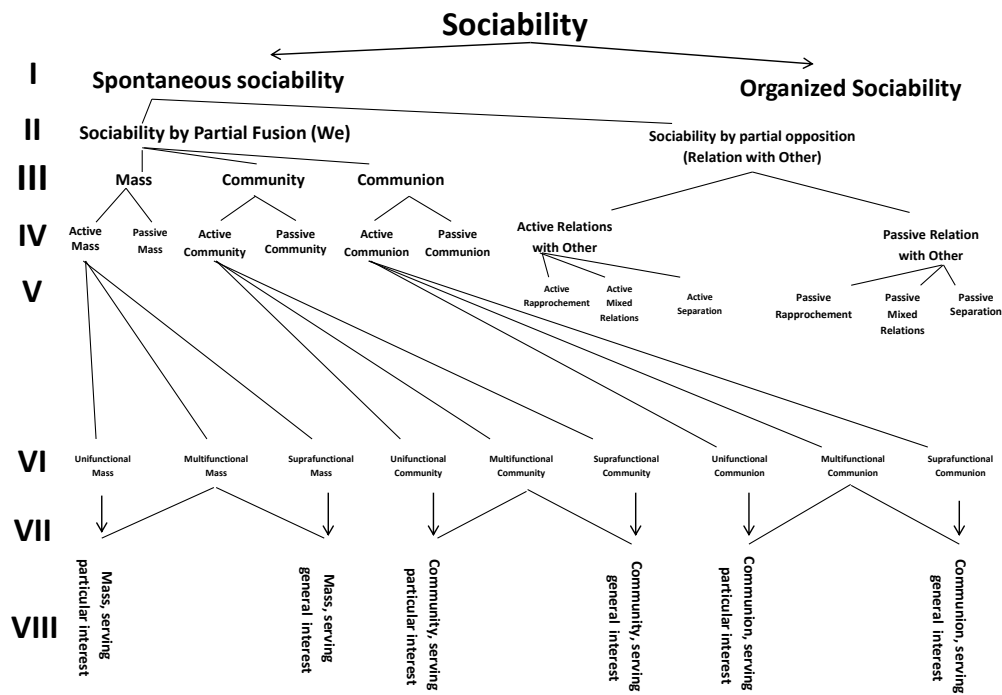 Sociability
I
Spontaneous sociability
Organized Sociability
II
Sociability by Partial Fusion (We)
Sociability by partial opposition
(Relation with Other)
III
Mass
Community
Communion
IV
Active
Mass
Passive
Mass
Active
Community
Passive
Community
Active
Communion
Passive
Communion
Active Relations
with Other
Passive Relation
with Other
V
Active
Rapprochement
Active
Mixed
Relations
Active
Separation
Passive
Rapprochement
Passive
Mixed
Relations
Passive
Separation
VI
Unifunctional
Mass
Multifunctional
Mass
Suprafunctional
Mass
Unifunctional
Community
Multifunctional
Community
Suprafunctional
Community
Unifunctional
Communion
Multifunctional
Communion
Suprafunctional
Communion
VII
VIII
Mass, serving
particular interest
Mass, serving
general interest
Community, serving
particular interest
Community, serving
general interest
Communion, serving
particular interest
Communion, serving
general interest